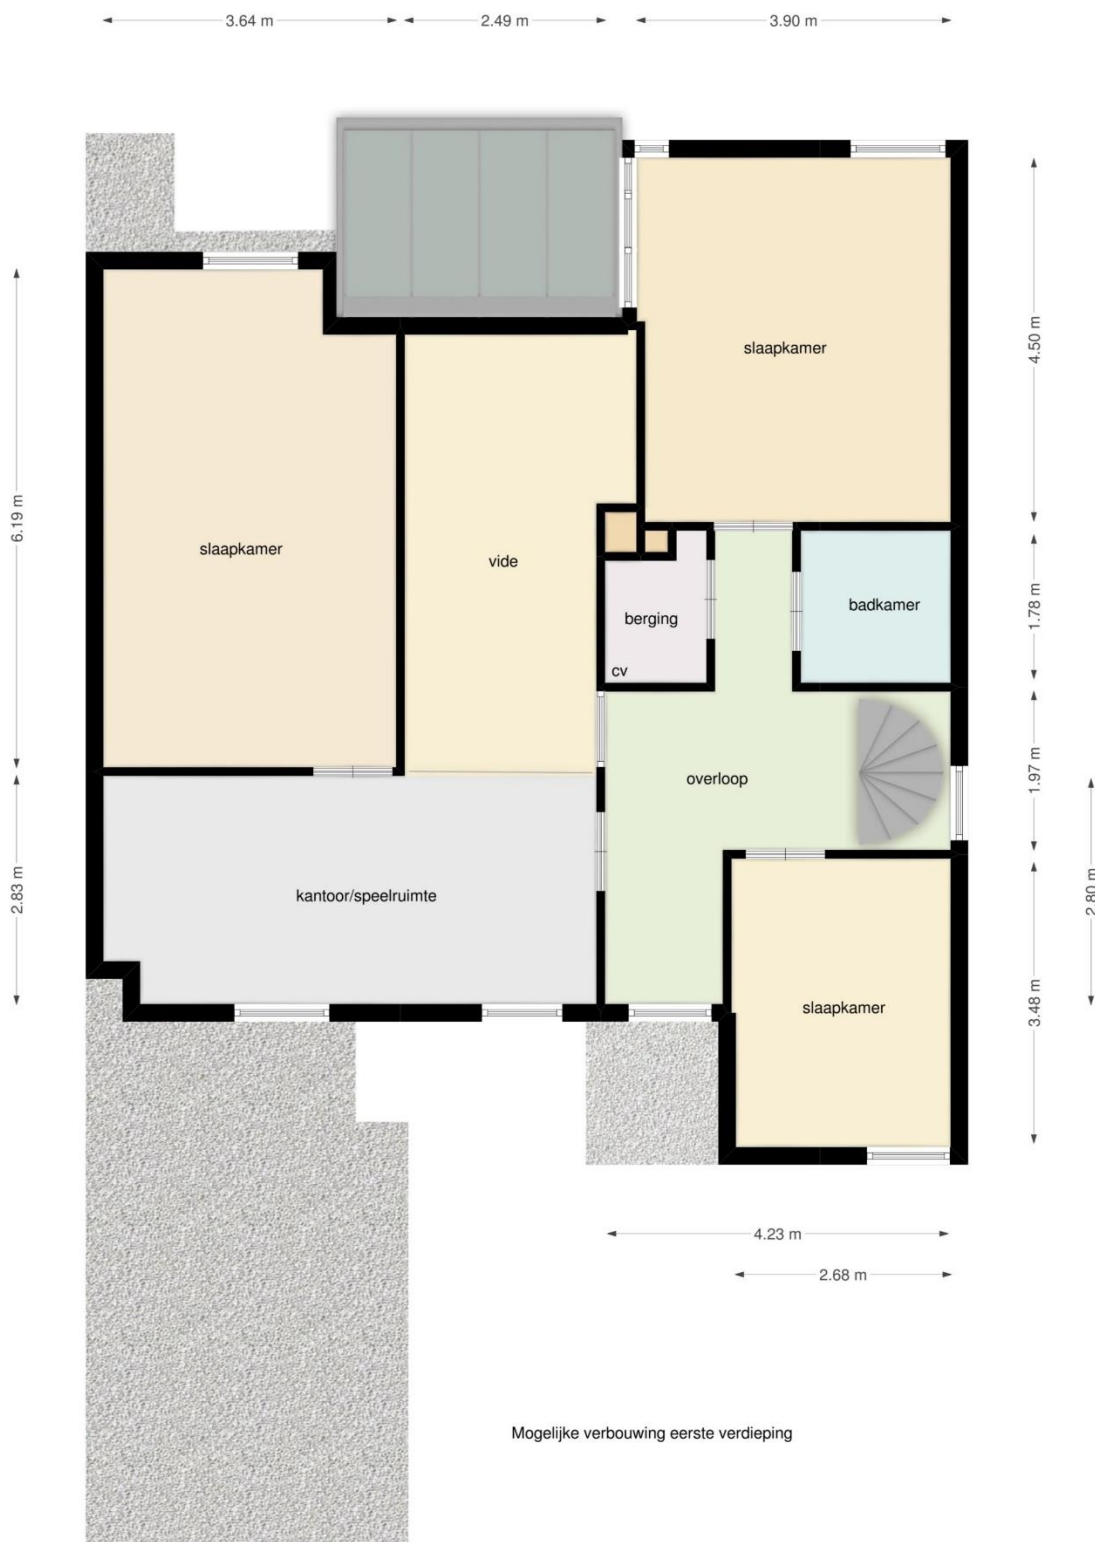 3.64 m
2.49 m
3.90 m
4.50 m
slaapkamer
6.19 m
slaapkamer
vide
berging
cv
badkamer
1.78 m
overloop
1.97 m
2.83 m
kantoor/speelruimte
2.80 m
slaapkamer
3.48 m
4.23 m
2.68 m
Mogelijke verbouwing eerste verdieping